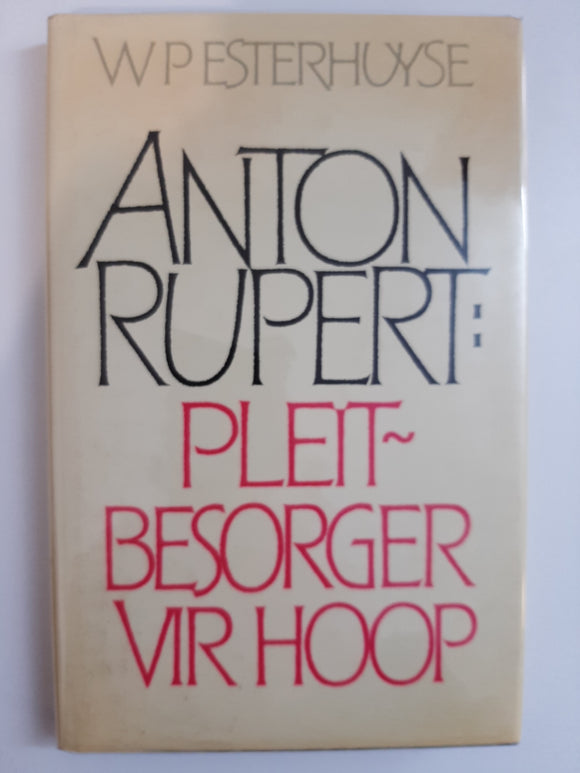 W P ESTERHUYSE
ANTON
RUPERT:
PLEIT~
BESORGER
VIR HOOP